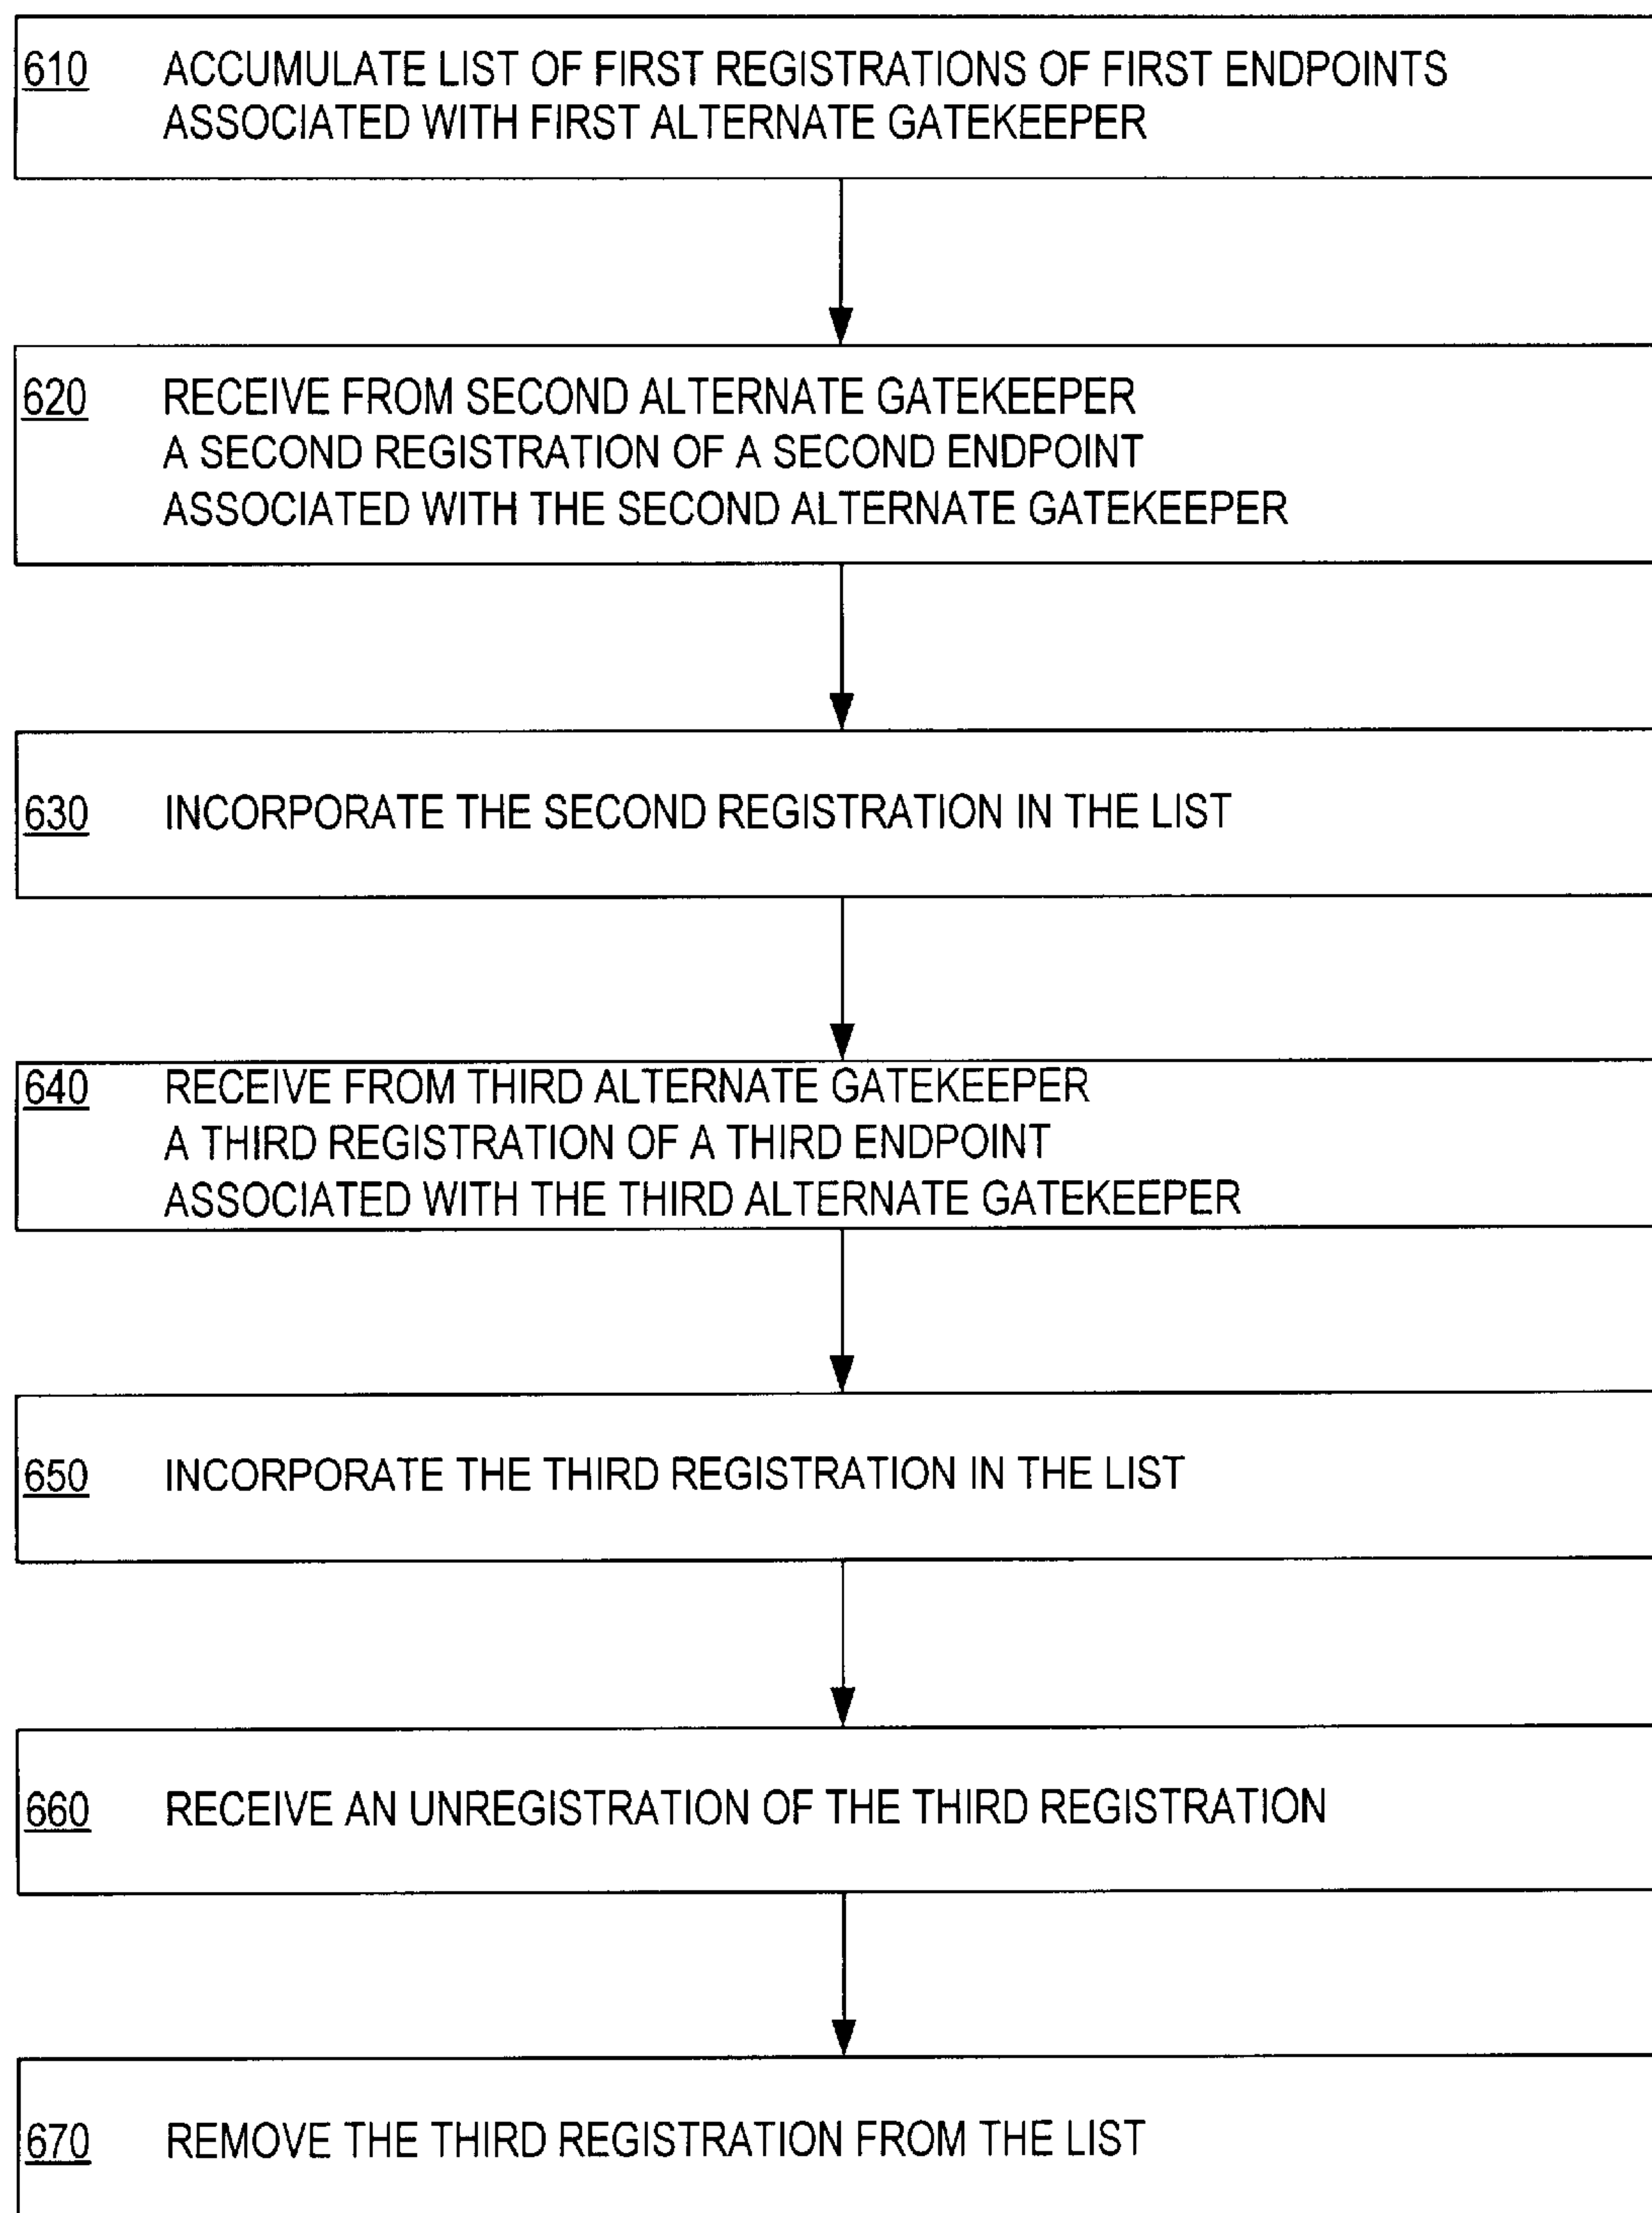 610 ACCUMULATE LIST OF FIRST REGISTRATIONS OF FIRST ENDPOINTS
ASSOCIATED WITH FIRST ALTERNATE GATEKEEPER
620 RECEIVE FROM SECOND ALTERNATE GATEKEEPER
A SECOND REGISTRATION OF A SECOND ENDPOINT
ASSOCIATED WITH THE SECOND ALTERNATE GATEKEEPER
630 INCORPORATE THE SECOND REGISTRATION IN THE LIST
640 RECEIVE FROM THIRD ALTERNATE GATEKEEPER
A THIRD REGISTRATION OF A THIRD ENDPOINT
ASSOCIATED WITH THE THIRD ALTERNATE GATEKEEPER
650 INCORPORATE THE THIRD REGISTRATION IN THE LIST
660 RECEIVE AN UNREGISTRATION OF THE THIRD REGISTRATION
670 REMOVE THE THIRD REGISTRATION FROM THE LIST